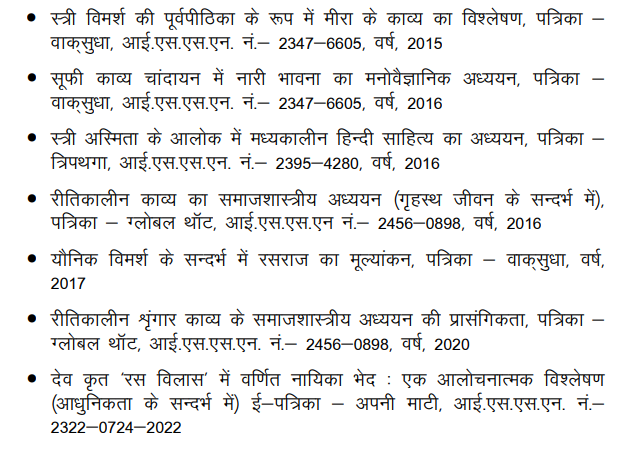 • स्त्री विमर्श की पूर्वपीठिका के रूप में मीरा के काव्य का विश्लेषण, पत्रिका –
वाक्सुधा, आई.एस.एस.एन. नं.– 2347–6605, वर्ष, 2015
• सूफी काव्य चांदायन में नारी भावना का मनोवैज्ञानिक अध्ययन, पत्रिका –
वाक्सुधा, आई.एस.एस.एन. नं.– 2347–6605, वर्ष, 2016
• स्त्री अस्मिता के आलोक में मध्यकालीन हिन्दी साहित्य का अध्ययन, पत्रिका –
त्रिपथगा, आई.एस.एस.एन. नं.– 2395–4280, वर्ष, 2016
• रीतिकालीन काव्य का समाजशास्त्रीय अध्ययन (गृहस्थ जीवन के सन्दर्भ में),
पत्रिका – ग्लोबल थॉट, आई.एस.एस.एन नं.– 2456–0898, वर्ष, 2016
• यौनिक विमर्श के सन्दर्भ में रसराज का मूल्यांकन, पत्रिका – वाक्सुधा, वर्ष,
2017
• रीतिकालीन शृंगार काव्य के समाजशास्त्रीय अध्ययन की प्रासंगिकता, पत्रिका –
ग्लोबल थॉट, आई.एस.एस.एन. नं.– 2456–0898, वर्ष, 2020
• देव कृत ‘रस विलास’ में वर्णित नायिका भेद : एक आलोचनात्मक विश्लेषण
(आधुनिकता के सन्दर्भ में) ई–पत्रिका – अपनी माटी, आई.एस.एस.एन. नं.–
2322–0724–2022